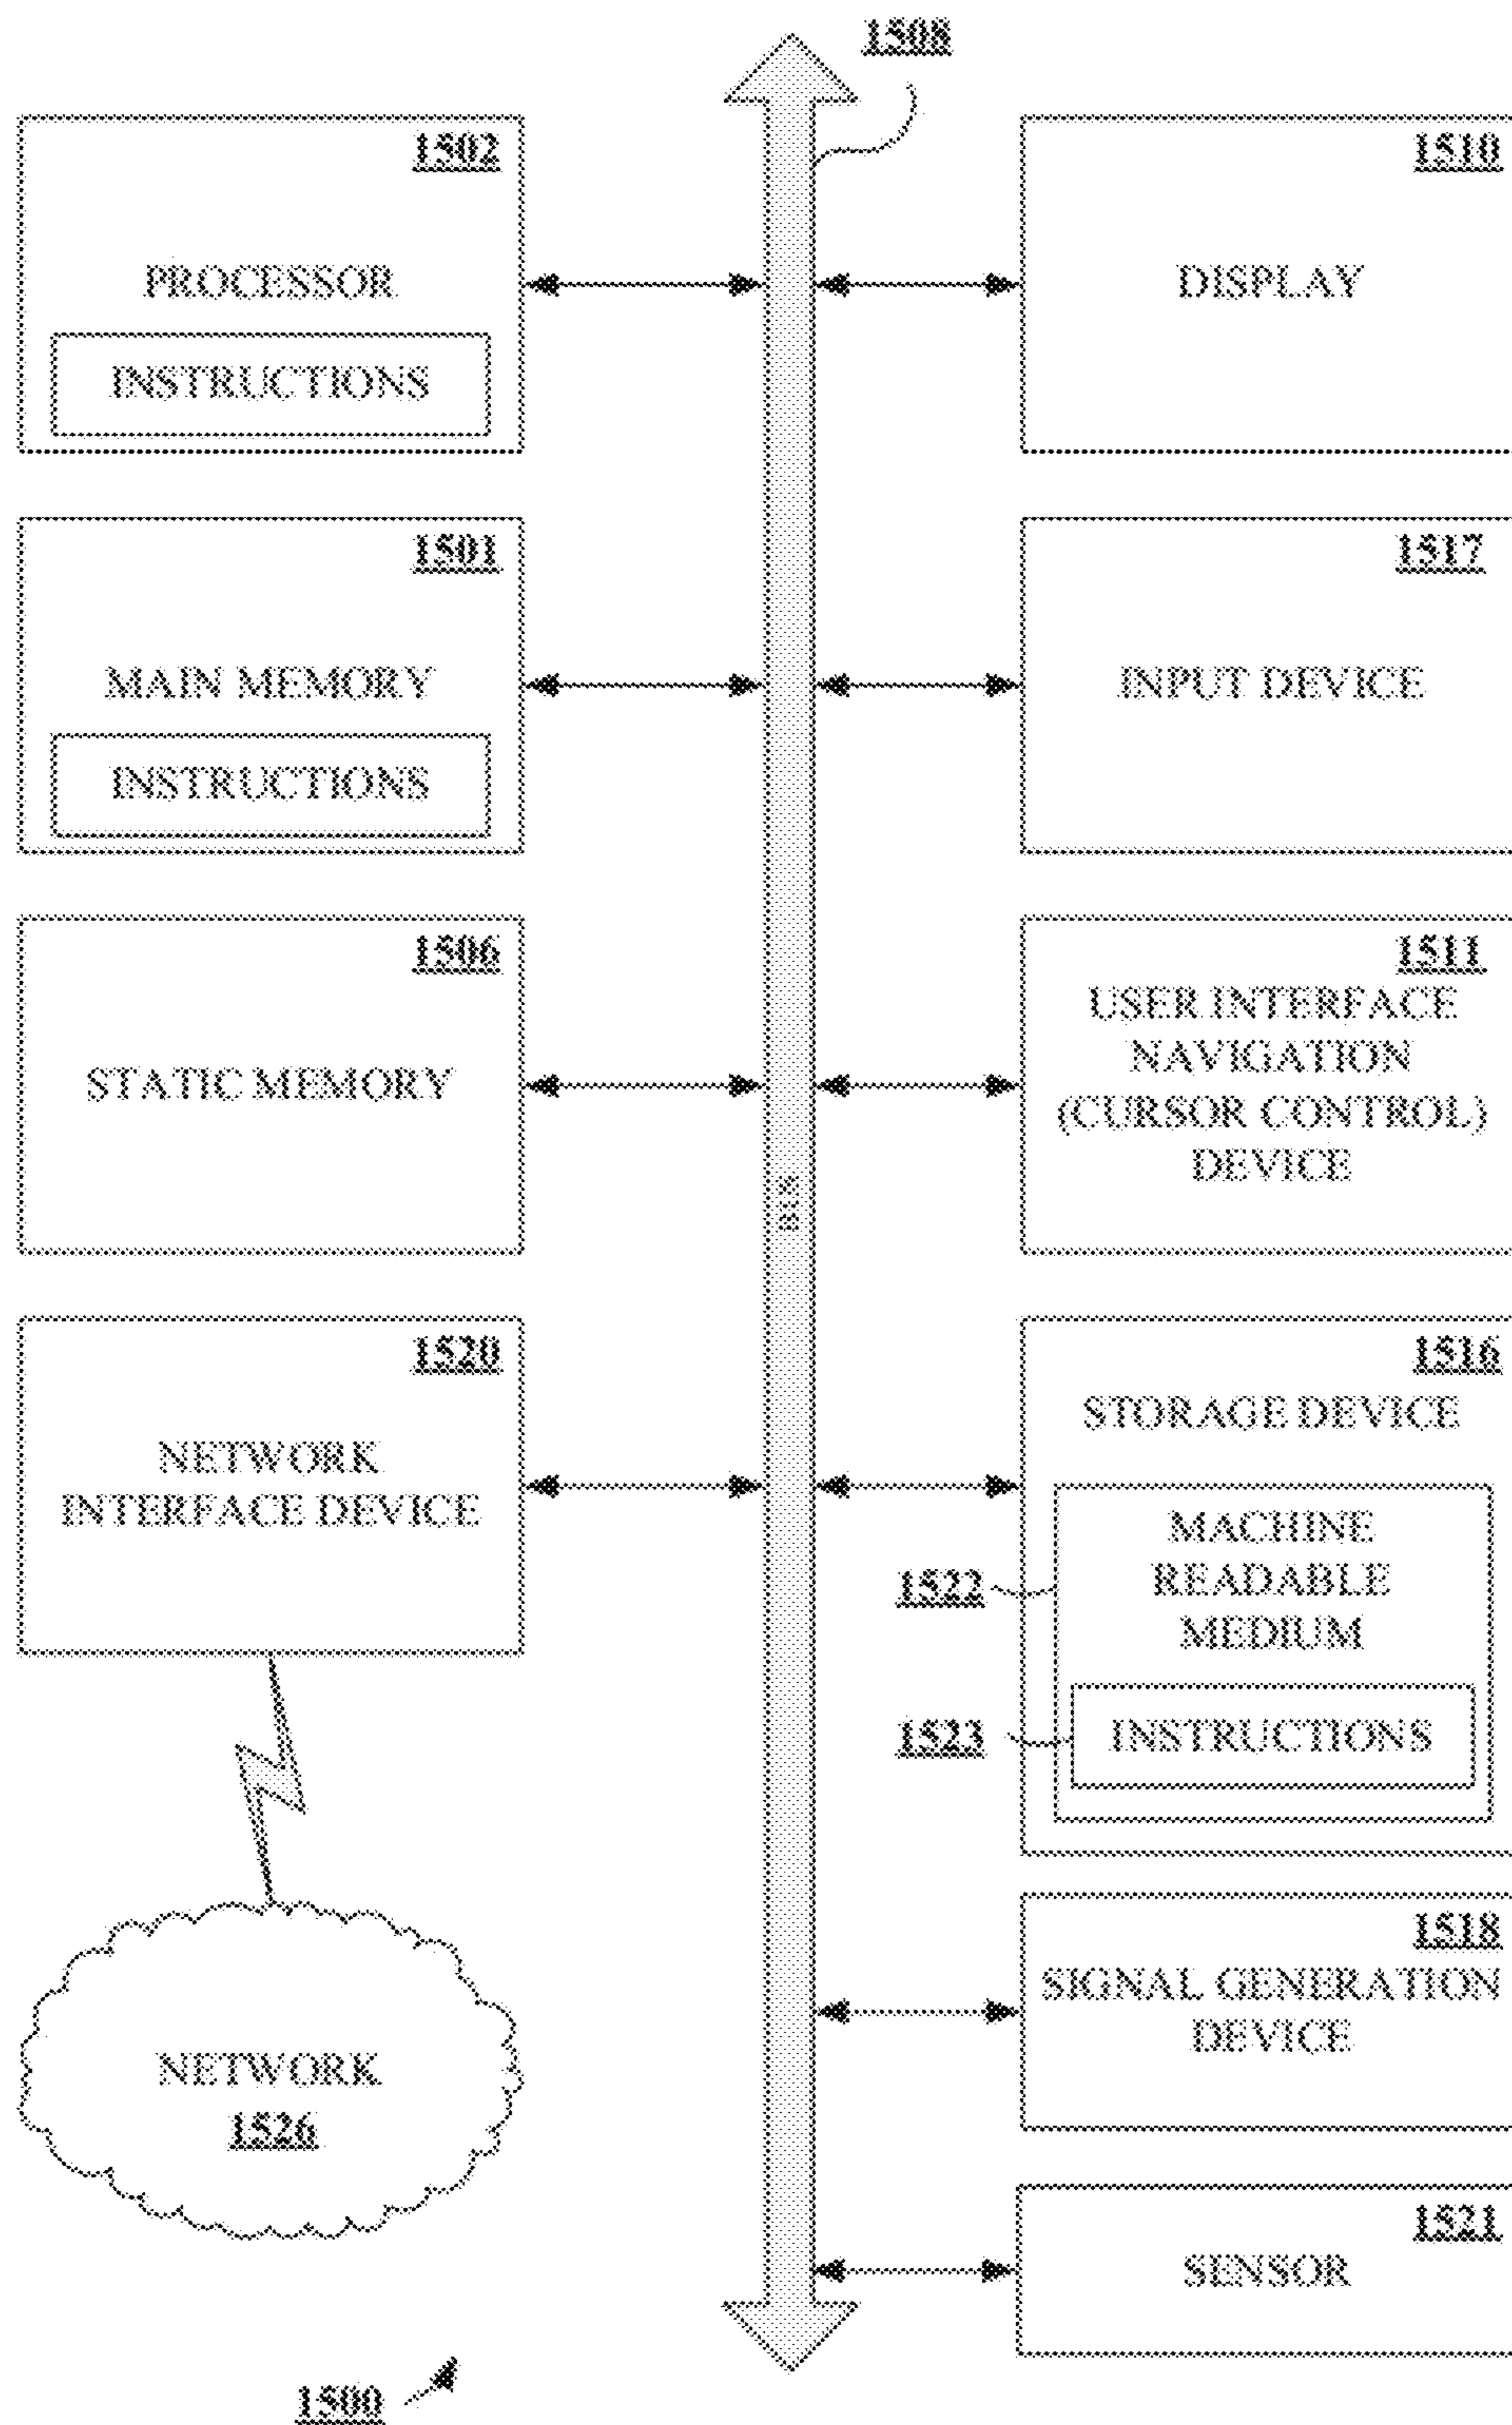 1508
1502
PROCESSOR
INSTRUCTIONS
1510
DISPLAY
1501
MAIN MEMORY
INSTRUCTIONS
1517
INPUT DEVICE
1506
STATIC MEMORY
1511
USER INTERFACE
NAVIGATION
(CURSOR CONTROL)
DEVICE
BUS
1520
NETWORK
INTERFACE DEVICE
1516
STORAGE DEVICE
MACHINE
READABLE
MEDIUM
1522
INSTRUCTIONS
1523
1518
SIGNAL GENERATION
DEVICE
NETWORK
1526
1521
SENSOR
1500